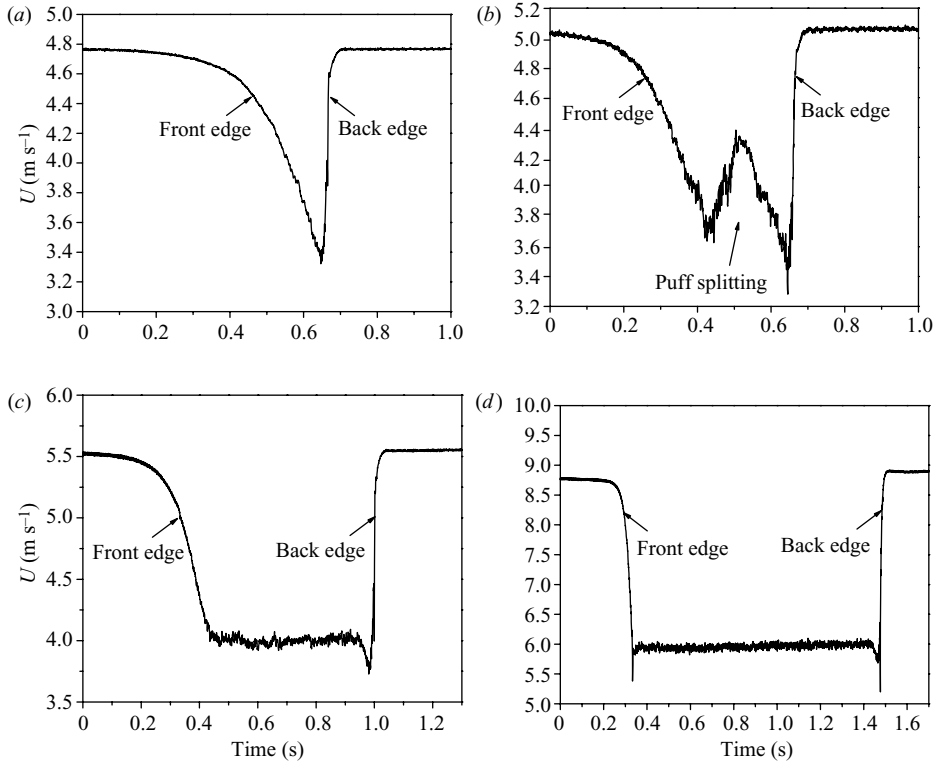 (a)
5.0
4.8
4.6
4.4
4.2
4.0
3.8
3.6
3.4
3.2
3.0
U (m s–1)
Front edge
Back edge
0 0.2 0.4 0.6 0.8 1.0
(b)
5.2
5.0
4.8
4.6
4.4
4.2
4.0
3.8
3.6
3.4
3.2
Front edge
Back edge
Puff splitting
0 0.2 0.4 0.6 0.8 1.0
(c)
6.0
5.5
5.0
4.5
4.0
3.5
U (m s–1)
Front edge
Back edge
0 0.2 0.4 0.6 0.8 1.0 1.2
Time (s)
(d)
10.0
9.5
9.0
8.5
8.0
7.5
7.0
6.5
6.0
5.5
5.0
Front edge
Back edge
0 0.2 0.4 0.6 0.8 1.0 1.2 1.4 1.6
Time (s)